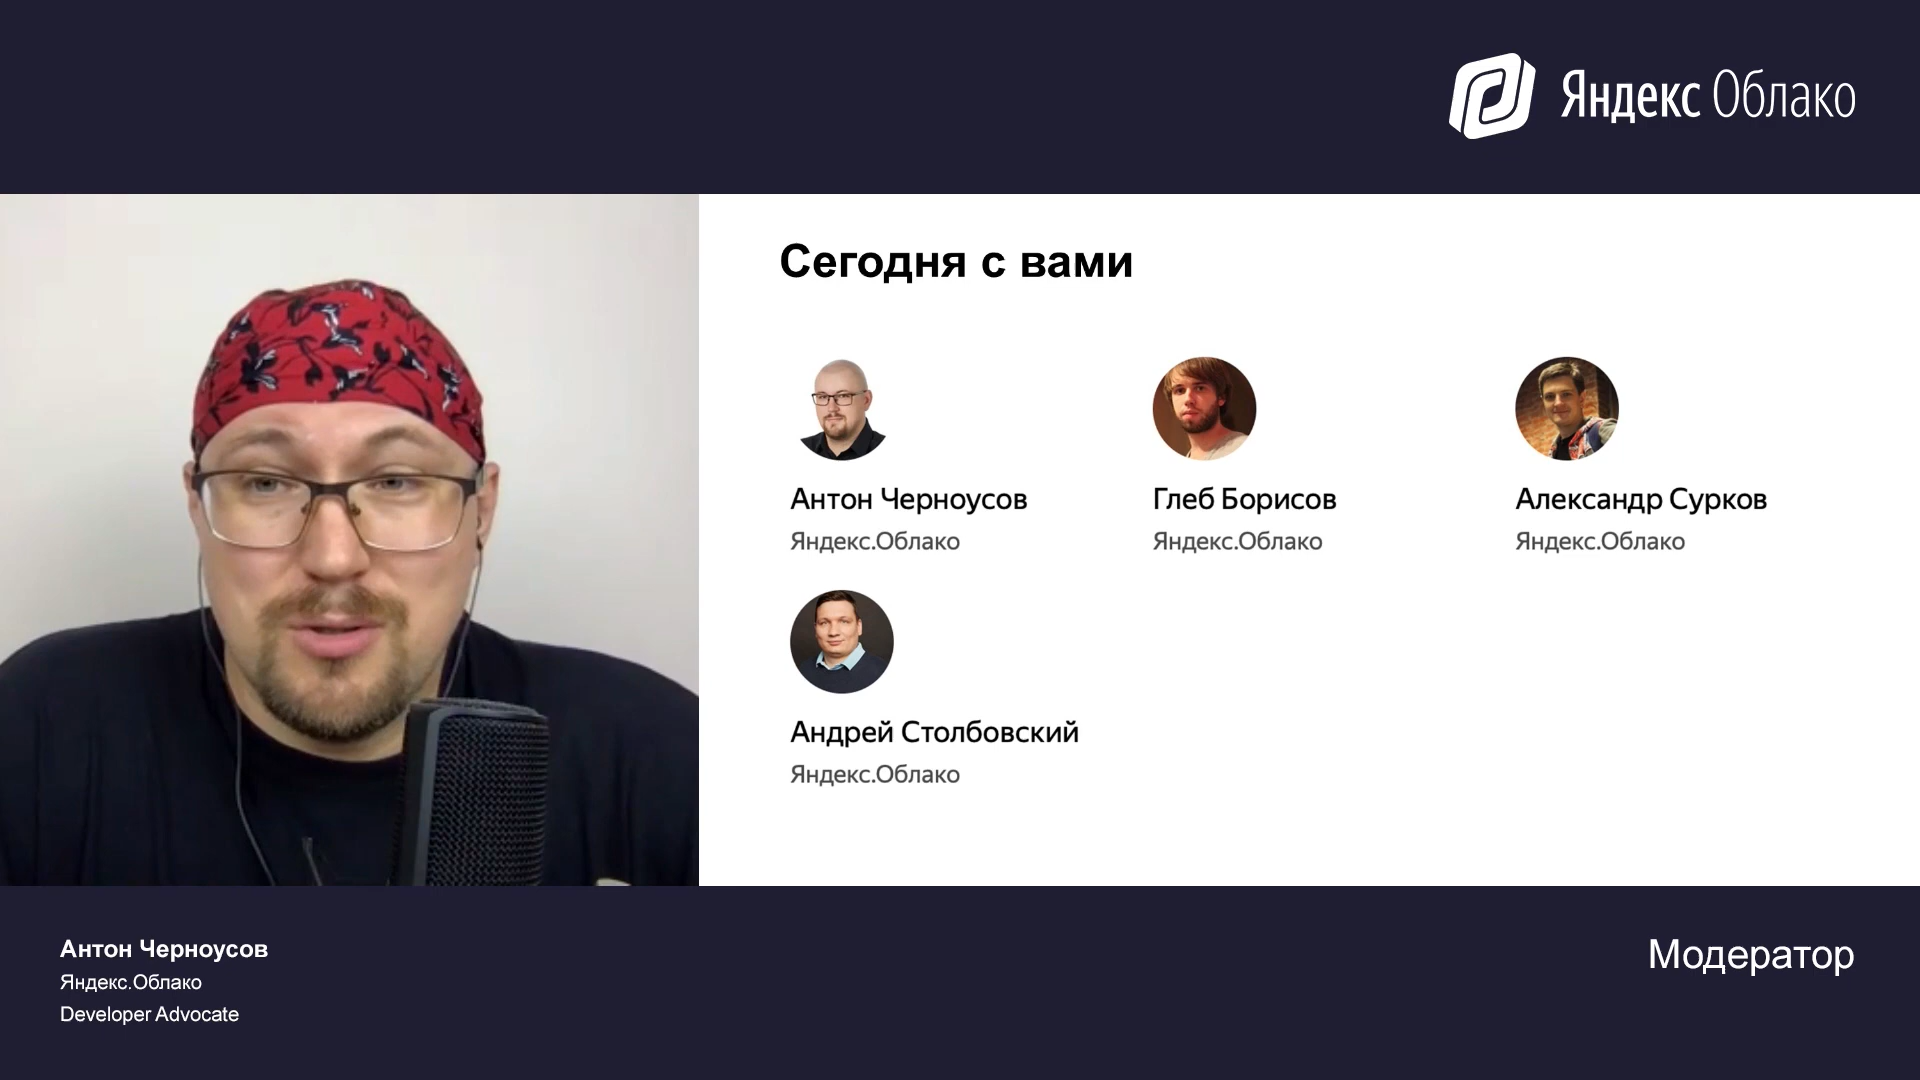 Яндекс Облако
Сегодня с вами
Антон Черноусов
Яндекс.Облако
Глеб Борисов
Яндекс.Облако
Александр Сурков
Яндекс.Облако
Андрей Столбовский
Яндекс.Облако
Антон Черноусов
Яндекс.Облако
Developer Advocate
Модератор